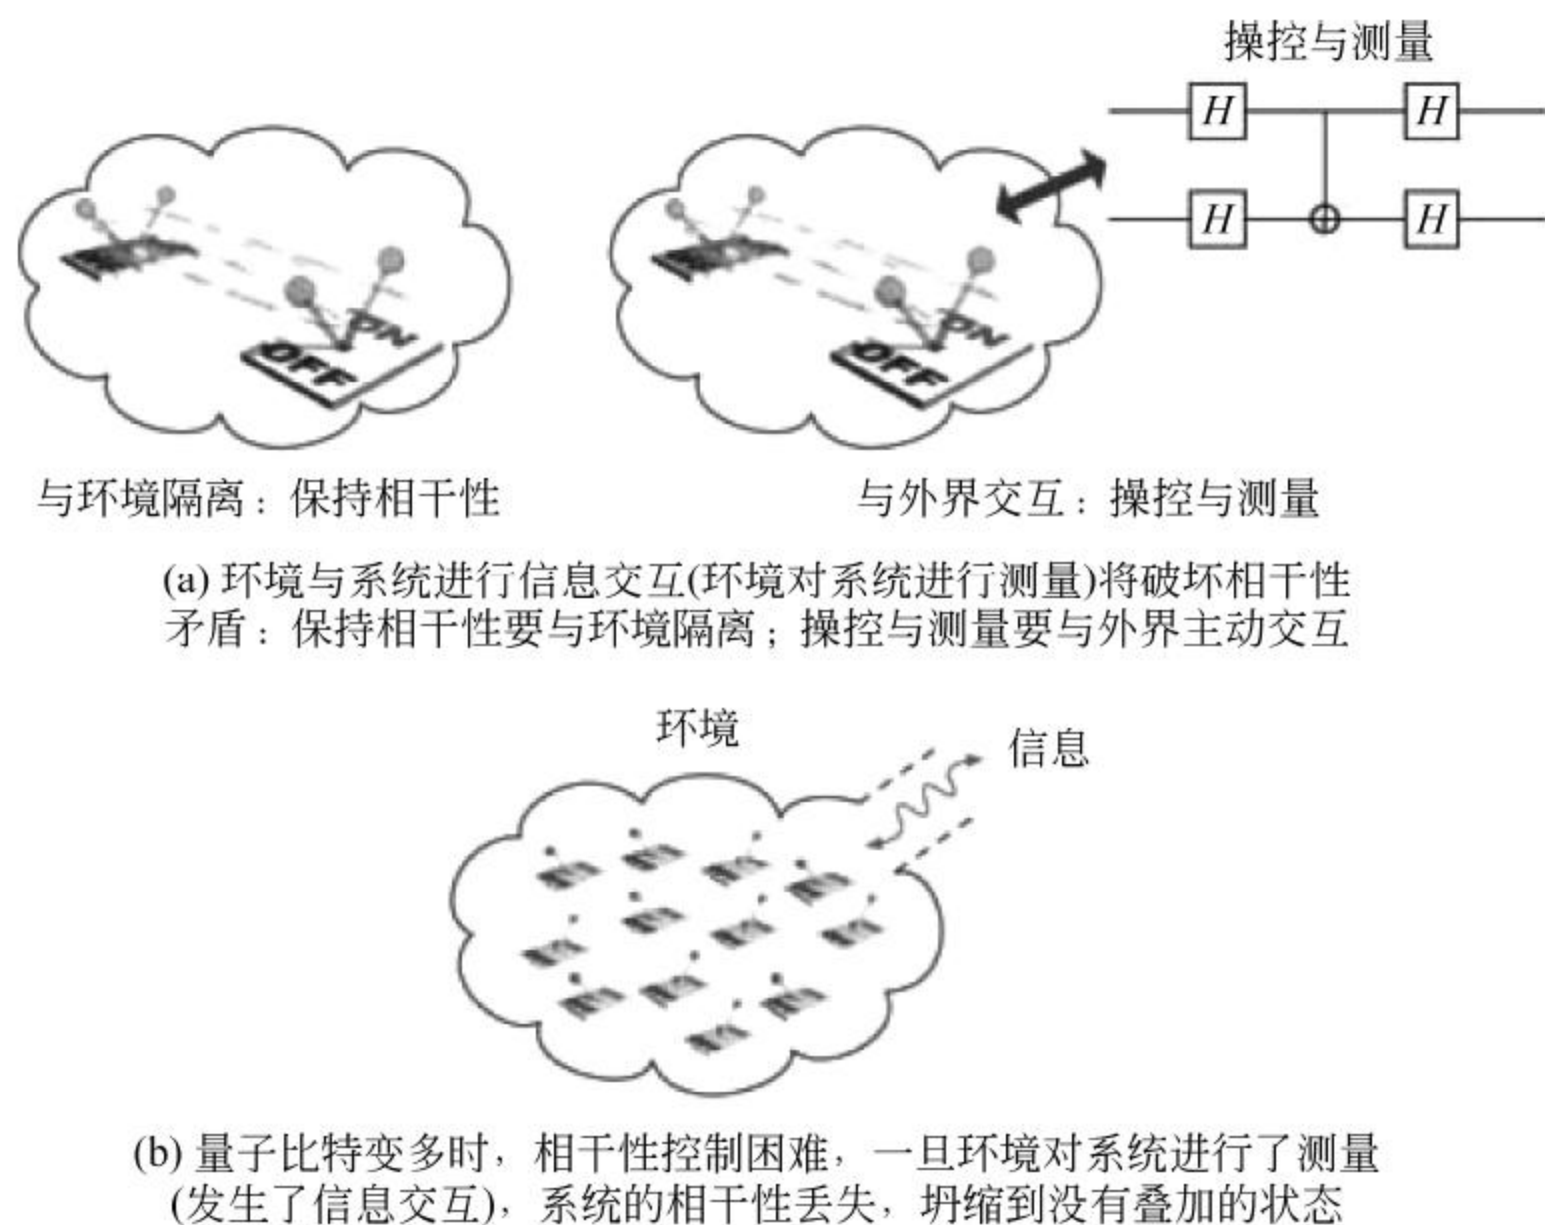 操控与测量
H H
H H
OFF ON
OFF ON
与环境隔离：保持相干性
与外界交互：操控与测量
(a) 环境与系统进行信息交互(环境对系统进行测量)将破坏相干性
矛盾：保持相干性要与环境隔离；操控与测量要与外界主动交互
环境
信息
(b) 量子比特变多时，相干性控制困难，一旦环境对系统进行了测量
(发生了信息交互)，系统的相干性丢失，坍缩到没有叠加的状态